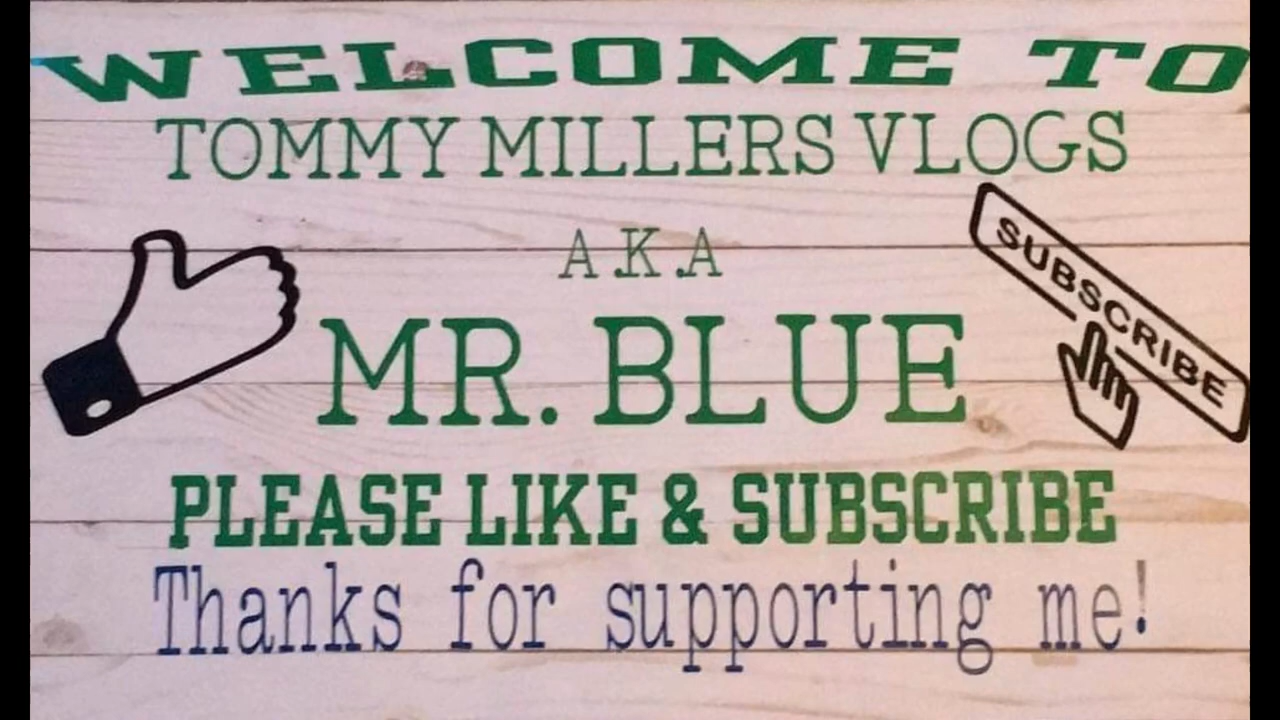 WELCOME TO
TOMMY MILLERS VLOGS
A.K.A
MR. BLUE
SUBSCRIBE
PLEASE LIKE & SUBSCRIBE
Thanks for supporting me!